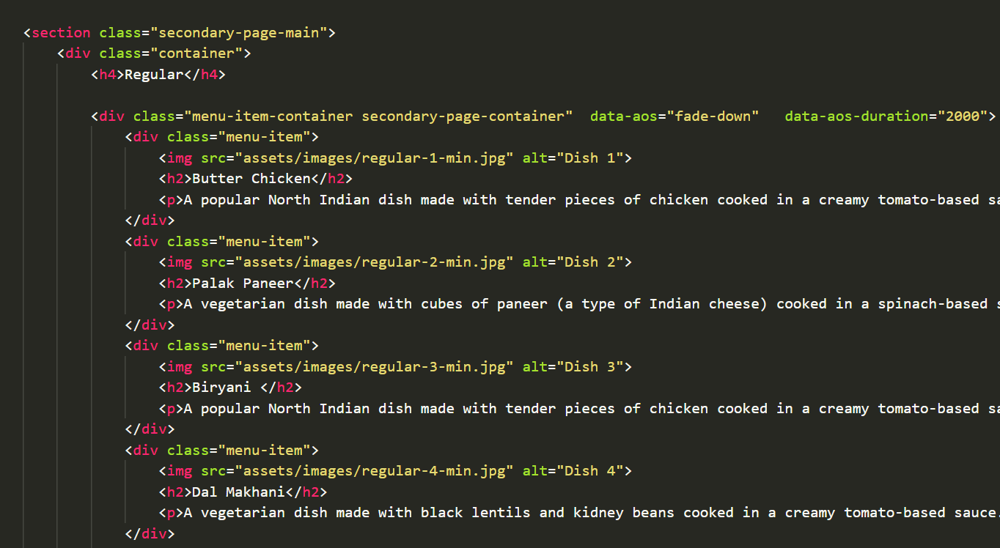 <section class="secondary-page-main">
<div class="container">
<h4>Regular</h4>
<div class="menu-item-container secondary-page-container"  data-aos="fade-down"   data-aos-duration="2000">
<div class="menu-item">
<img src="assets/images/regular-1-min.jpg" alt="Dish 1">
<h2>Butter Chicken</h2>
<p>A popular North Indian dish made with tender pieces of chicken cooked in a creamy tomato-based
</div>
<div class="menu-item">
<img src="assets/images/regular-2-min.jpg" alt="Dish 2">
<h2>Palak Paneer</h2>
<p>A vegetarian dish made with cubes of paneer (a type of Indian cheese) cooked in a spinach-based
</div>
<div class="menu-item">
<img src="assets/images/regular-3-min.jpg" alt="Dish 3">
<h2>Biryani </h2>
<p>A popular North Indian dish made with tender pieces of chicken cooked in a creamy tomato-based
</div>
<div class="menu-item">
<img src="assets/images/regular-4-min.jpg" alt="Dish 4">
<h2>Dal Makhani</h2>
<p>A vegetarian dish made with black lentils and kidney beans cooked in a creamy tomato-based sauce.
</div>